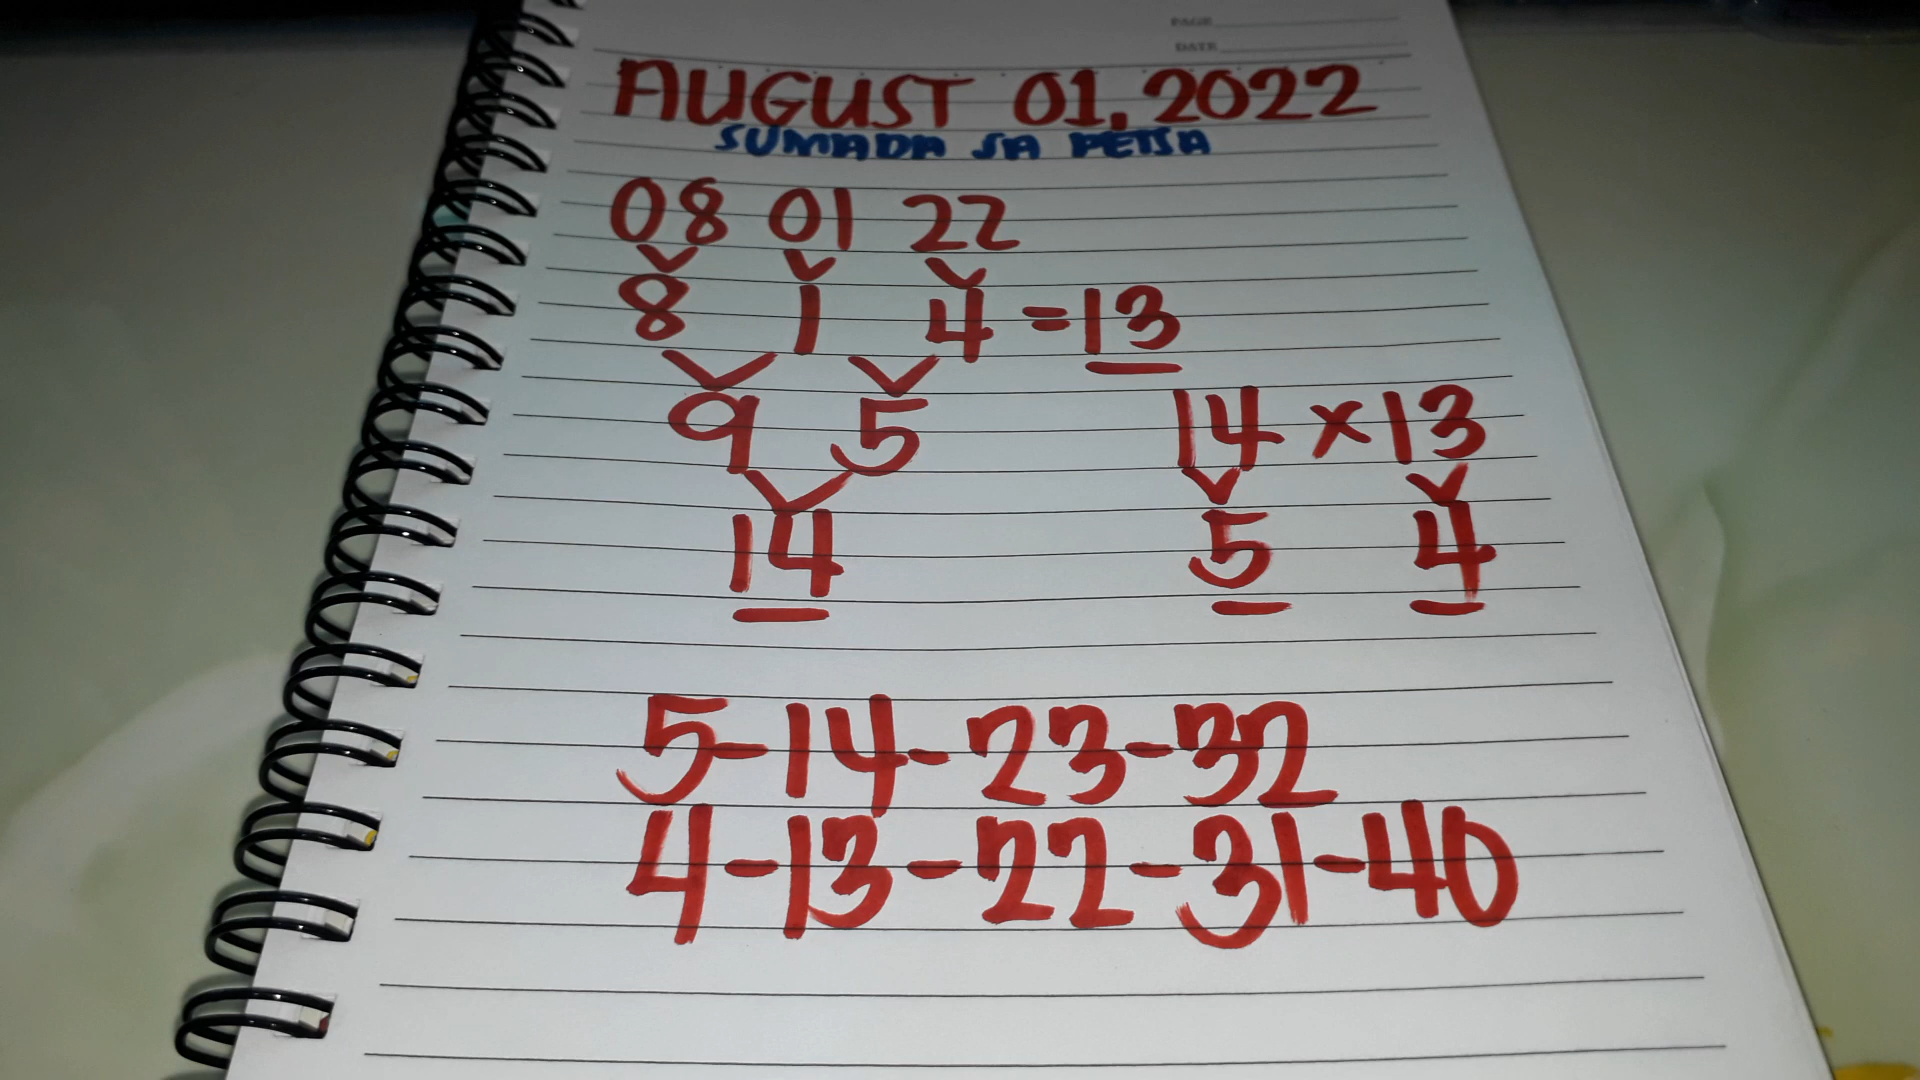 PAGE
DATE
AUGUST 01, 2022
SUMADA SA PETSA
08 01 22
8 1 4 = 13
9 5 14 x 13
14 5 4
5-14-23-32
4-13-22-31-40